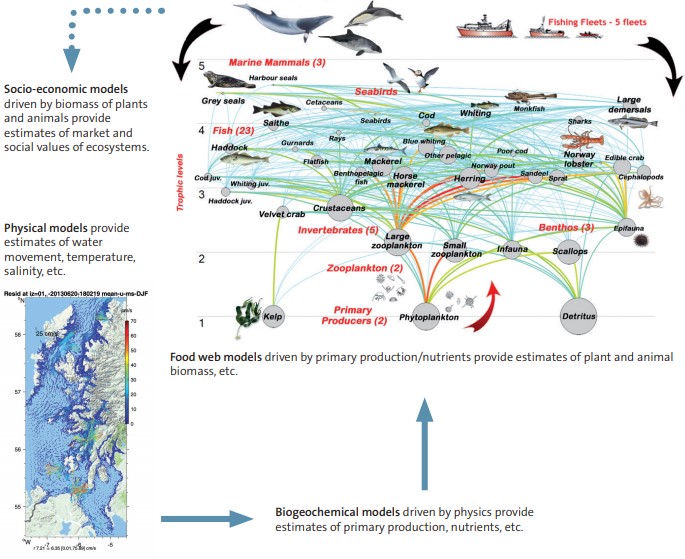 Fishing Fleets - 5 fleets
Marine Mammals (3)
Harbour seals
Grey seals
Seabirds
Cetaceans
Seabirds
Cod
Whiting
Monkfish
Large
demersals
Saithe
Sharks
Fish (23)
Haddock
Gurnards
Rays
Blue whiting
Other pelagic
Poor cod
Norway
lobster
Edible crab
Flatfish
Mackerel
Norway pout
Cod juv.
Whiting juv.
Haddock juv.
Benthopelagic
fish
Horse
mackerel
Herring
Sandeel
Sprat
Cephalopods
Velvet crab
Crustaceans
Invertebrates (5)
Large
zooplankton
Small
zooplankton
Infauna
Benthos (3)
Scallops
Epifauna
Zooplankton (2)
Primary
Producers (2)
Kelp
Phytoplankton
Detritus
Trophic levels
5
4
3
2
1
Socio-economic models
driven by biomass of plants
and animals provide
estimates of market and
social values of ecosystems.
Physical models provide
estimates of water
movement, temperature,
salinity, etc.
Resid at iz=01, -20130620-180219 mean-u-ms-DJF
°N
25 cm/s
cm/s
70
60
50
40
30
20
10
0
58
57
56
55
°W
-7
-6
-5
Food web models driven by primary production/nutrients provide estimates of plant and animal
biomass, etc.
Biogeochemical models driven by physics provide
estimates of primary production, nutrients, etc.